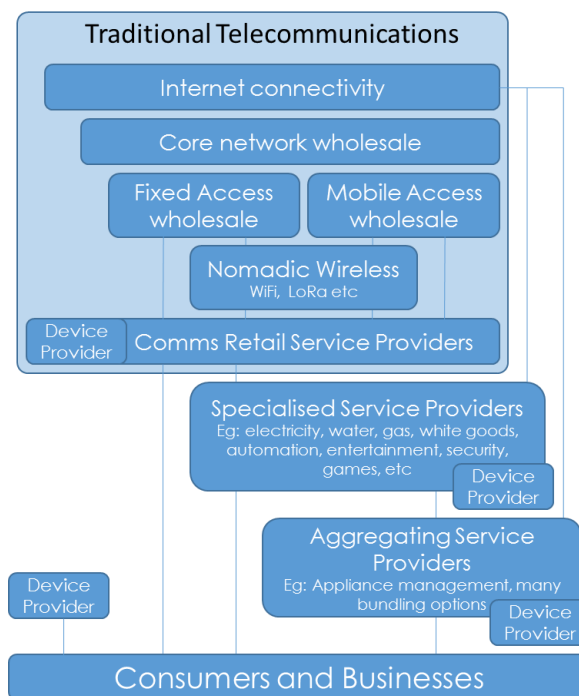 Traditional Telecommunications
Internet connectivity
Core network wholesale
Fixed Access
wholesale
Mobile Access
wholesale
Nomadic Wireless
WiFi, LoRa etc
Device
Provider
Comms Retail Service Providers
Specialised Service Providers
Eg: electricity, water, gas, white goods,
automation, entertainment, security,
games, etc
Device
Provider
Aggregating Service
Providers
Eg: Appliance management, many
bundling options
Device
Provider
Device
Provider
Consumers and Businesses